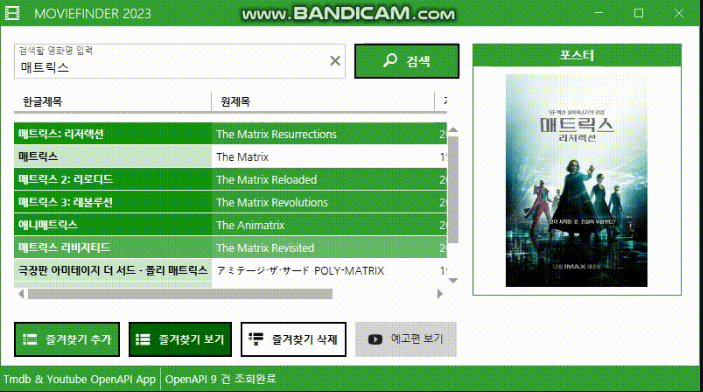 MOVIEFINDER 2023
www.BANDICAM.com
검색할 영화명 입력
매트릭스
검색
포스터
한글제목 원제목
매트릭스: 리저렉션 The Matrix Resurrections
매트릭스 The Matrix
매트릭스 2: 리로디드 The Matrix Reloaded
매트릭스 3: 레볼루션 The Matrix Revolutions
애니매트릭스 The Animatrix
매트릭스 리비지티드 The Matrix Revisited
극장판 아미테이지 더 서드 - 폴리 매트릭스 アミテージ·ザ·サード POLY-MATRIX
매트릭스
리저렉션
IMAX
즐겨찾기 추가
즐겨찾기 보기
즐겨찾기 삭제
예고편 보기
Tmdb & Youtube OpenAPI App OpenAPI 9 건 조회완료